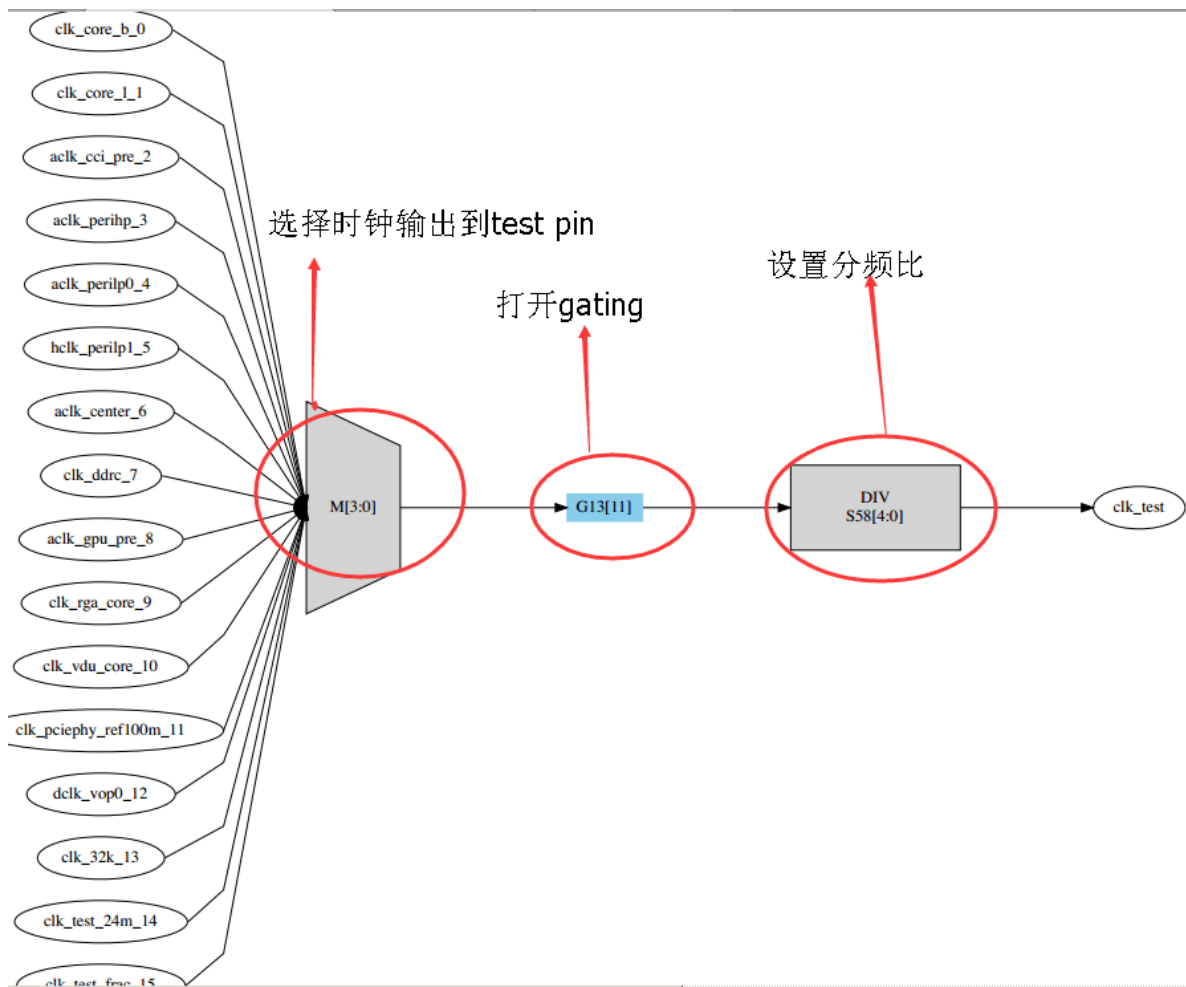 clk_core_b_0
clk_core_l_1
aclk_cci_pre_2
aclk_perihp_3
aclk_perilp0_4
hclk_perilp1_5
aclk_center_6
clk_ddrc_7
aclk_gpu_pre_8
clk_rga_core_9
clk_vdu_core_10
clk_pciephy_ref100m_11
dclk_vop0_12
clk_32k_13
clk_test_24m_14
clk_test_frac_15
选择时钟输出到test pin
M[3:0]
打开gating
G13[11]
设置分频比
DIV
S58[4:0]
clk_test